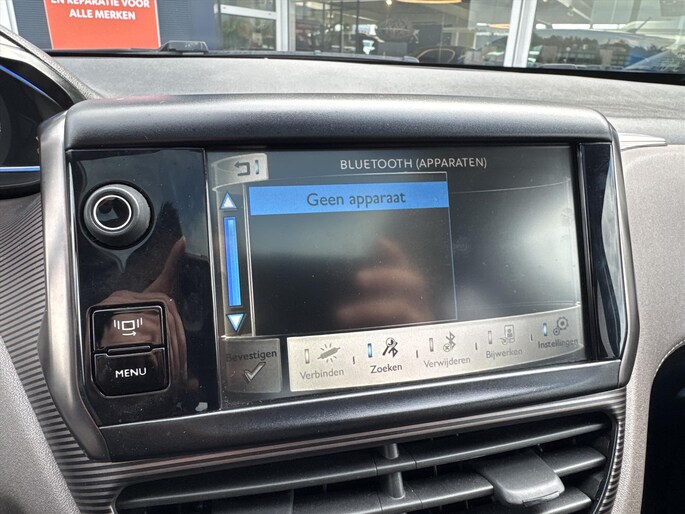 EN REPARATIE VOOR
ALLE MERKEN
BLUETOOTH (APPARATEN)
Geen apparaat
Bevestigen
Verbinden
Zoeken
Verwijderen
Bijwerken
Instellingen
MENU